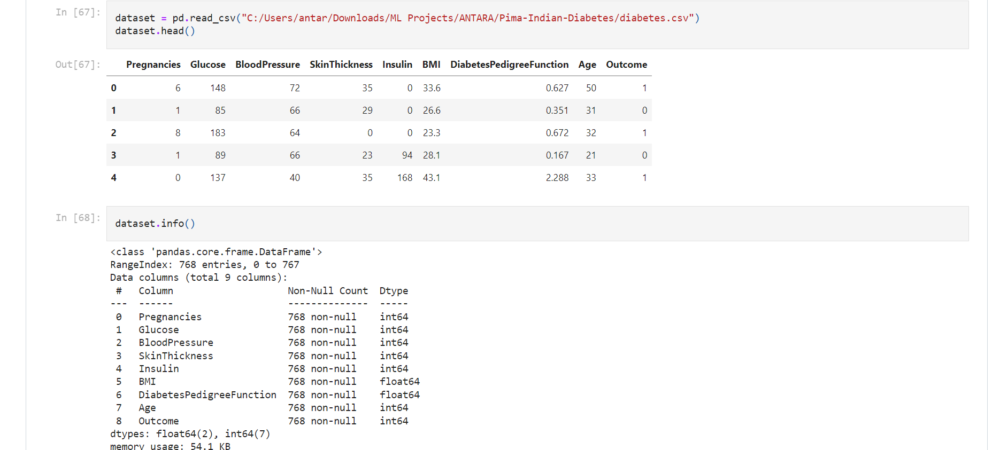 In [67]:
dataset = pd.read_csv("C:/Users/antar/Downloads/ML Projects/ANTARA/Pima-Indian-Diabetes/diabetes.csv")
dataset.head()
Out[67]:
Pregnancies Glucose BloodPressure SkinThickness Insulin BMI DiabetesPedigreeFunction Age Outcome
0 6 148 72 35 0 33.6 0.627 50 1
1 1 85 66 29 0 26.6 0.351 31 0
2 8 183 64 0 0 23.3 0.672 32 1
3 1 89 66 23 94 28.1 0.167 21 0
4 0 137 40 35 168 43.1 2.288 33 1
In [68]:
dataset.info()
<class 'pandas.core.frame.DataFrame'>
RangeIndex: 768 entries, 0 to 767
Data columns (total 9 columns):
 #   Column                    Non-Null Count  Dtype
---  ------                    --------------  -----
 0   Pregnancies               768 non-null    int64
 1   Glucose                   768 non-null    int64
 2   BloodPressure             768 non-null    int64
 3   SkinThickness             768 non-null    int64
 4   Insulin                   768 non-null    int64
 5   BMI                       768 non-null    float64
 6   DiabetesPedigreeFunction  768 non-null    float64
 7   Age                       768 non-null    int64
 8   Outcome                   768 non-null    int64
dtypes: float64(2), int64(7)
memory usage: 54.1 KB